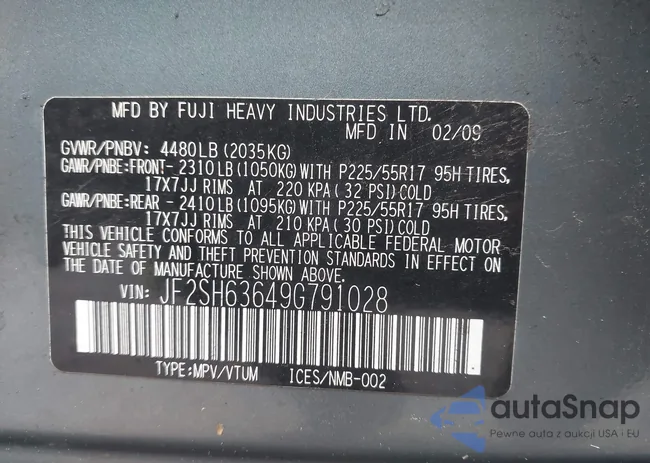 MFD BY FUJI HEAVY INDUSTRIES LTD.
MFD IN 02/09
GVWR/PNBV: 4480LB(2035KG)
GAWR/PNBE:FRONT- 2310LB(1050KG)WITH P225/55R17 95H TIRES,
17X7JJ RIMS AT 220 KPA(32 PSI)COLD
GAWR/PNBE:REAR - 2410LB(1095KG)WITH P225/55R17 95H TIRES,
17X7JJ RIMS AT 210 KPA(30 PSI)COLD
THIS VEHICLE CONFORMS TO ALL APPLICABLE FEDERAL MOTOR
VEHICLE SAFETY AND THEFT PREVENTION STANDARDS IN EFFECT ON
THE DATE OF MANUFACTURE SHOWN ABOVE.
VIN: JF2SH63649G791028
TYPE:MPV/VTUM ICES/NMB-002
autaSnap
Pewne auta z aukcji USA i EU